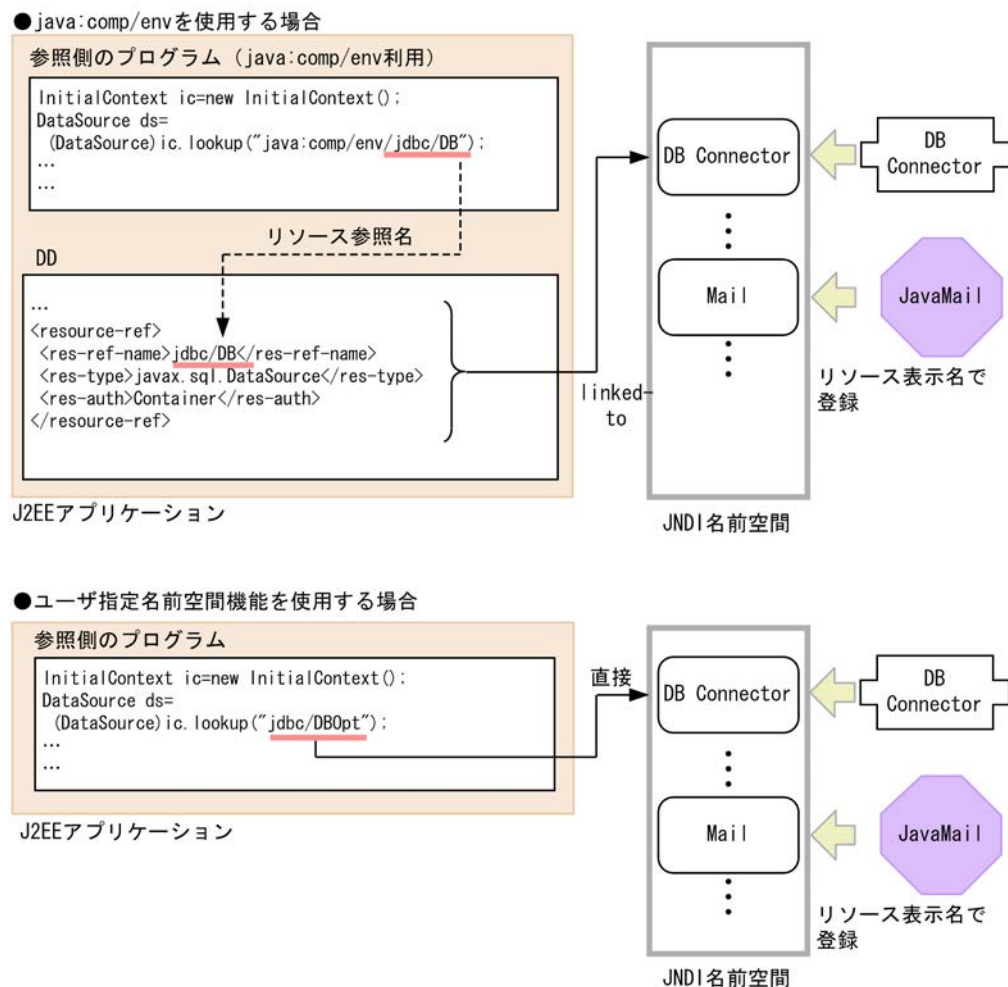 ●java:comp/envを使用する場合
参照側のプログラム（java:comp/env利用）
InitialContext ic=new InitialContext();
DataSource ds=
(DataSource)ic.lookup("java:comp/env/jdbc/DB");
...
...
リソース参照名
DD
...
<resource-ref>
<res-ref-name>jdbc/DB</res-ref-name>
<res-type>javax.sql.DataSource</res-type>
<res-auth>Container</res-auth>
</resource-ref>
J2EEアプリケーション
linked-
to
DB Connector
Mail
JNDI名前空間
DB
Connector
JavaMail
リソース表示名で
登録
●ユーザ指定名前空間機能を使用する場合
参照側のプログラム
InitialContext ic=new InitialContext();
DataSource ds=
(DataSource)ic.lookup("jdbc/DBOpt");
...
...
J2EEアプリケーション
直接
DB Connector
Mail
JNDI名前空間
DB
Connector
JavaMail
リソース表示名で
登録